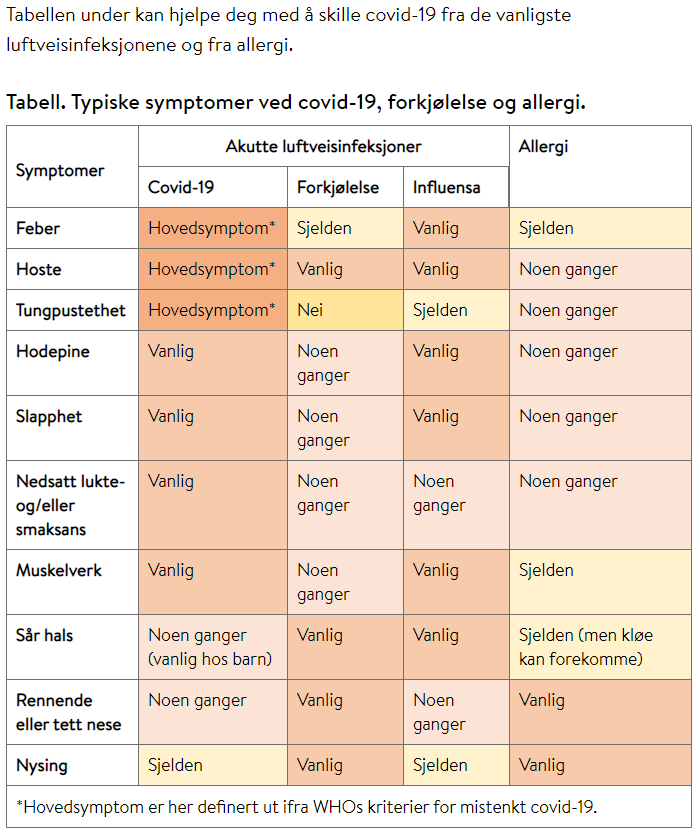 Tabellen under kan hjelpe deg med å skille covid-19 fra de vanligste
luftveisinfeksjonene og fra allergi.
Tabell. Typiske symptomer ved covid-19, forkjølelse og allergi.
Symptomer
Akutte luftveisinfeksjoner
Allergi
Covid-19
Forkjølelse
Influensa
Feber
Hovedsymptom*
Sjelden
Vanlig
Sjelden
Hoste
Hovedsymptom*
Vanlig
Vanlig
Noen ganger
Tungpustethet
Hovedsymptom*
Nei
Sjelden
Noen ganger
Hodepine
Vanlig
Noen
ganger
Vanlig
Noen ganger
Slapphet
Vanlig
Noen
ganger
Vanlig
Noen ganger
Nedsatt lukte-
og/eller
smaksans
Vanlig
Noen
ganger
Noen
ganger
Noen ganger
Muskelverk
Vanlig
Noen
ganger
Vanlig
Sjelden
Sår hals
Noen ganger
(vanlig hos barn)
Vanlig
Vanlig
Sjelden (men kløe
kan forekomme)
Rennende
eller tett nese
Noen ganger
Vanlig
Noen
ganger
Vanlig
Nysing
Sjelden
Vanlig
Sjelden
Vanlig
*Hovedsymptom er her definert ut ifra WHOs kriterier for mistenkt covid-19.